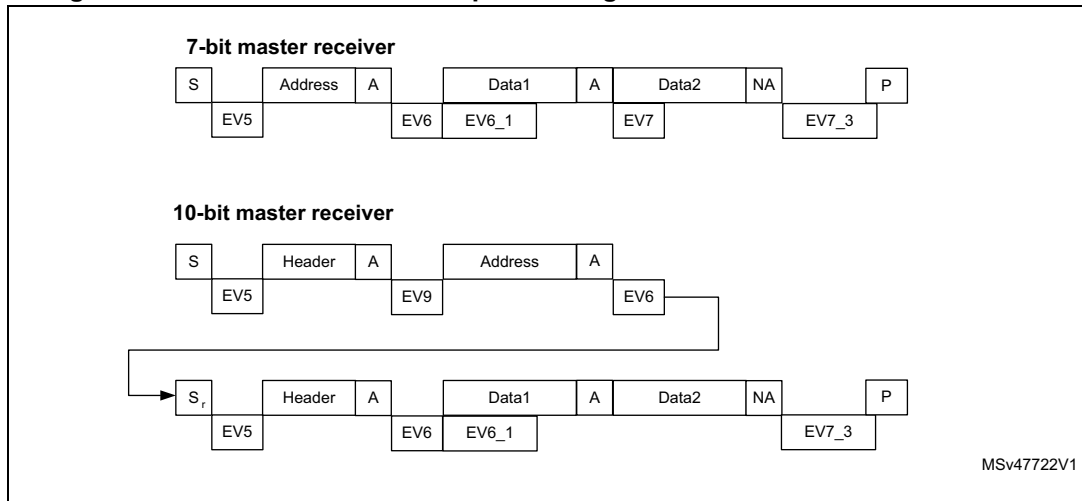 7-bit master receiver
S Address A Data1 A Data2 NA P
EV5 EV6 EV6_1 EV7 EV7_3
10-bit master receiver
S Header A Address A
EV5 EV9 EV6
Sr Header A Data1 A Data2 NA P
EV5 EV6 EV6_1 EV7_3
MSv47722V1